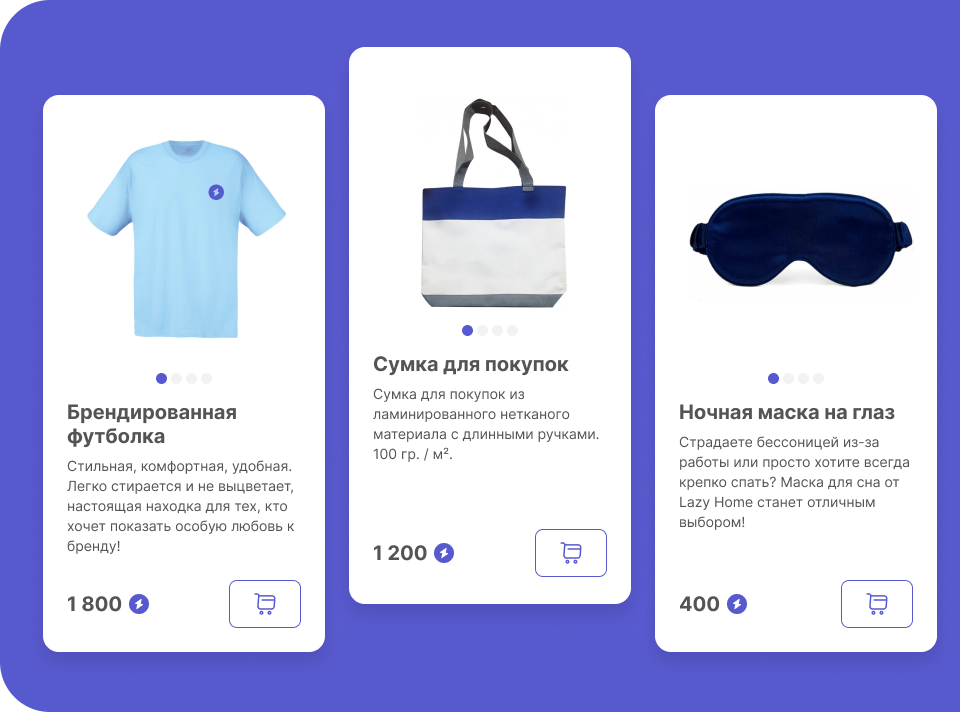 Брендированная
футболка
Стильная, комфортная, удобная.
Легко стирается и не выцветает,
настоящая находка для тех, кто
хочет показать особую любовь к
бренду!
1 800
Сумка для покупок
Сумка для покупок из
ламинированного нетканого
материала с длинными ручками.
100 гр. / м².
1 200
Ночная маска на глаз
Страдаете бессоницей из-за
работы или просто хотите всегда
крепко спать? Маска для сна от
Lazy Home станет отличным
выбором!
400